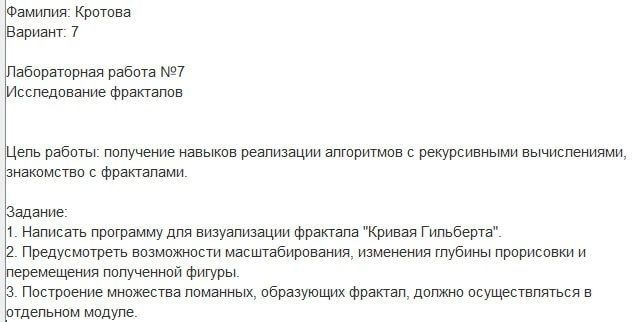 Фамилия: Кротова
Вариант: 7
Лабораторная работа №7
Исследование фракталов
Цель работы: получение навыков реализации алгоритмов с рекурсивными вычислениями,
знакомство с фракталами.
Задание:
1. Написать программу для визуализации фрактала "Кривая Гильберта".
2. Предусмотреть возможности масштабирования, изменения глубины прорисовки и
перемещения полученной фигуры.
3. Построение множества ломанных, образующих фрактал, должно осуществляться в
отдельном модуле.